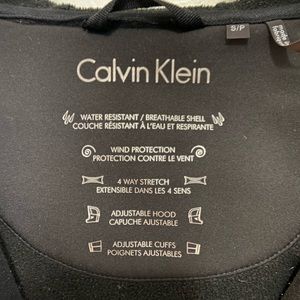 S/P
Calvin Klein
WATER RESISTANT / BREATHABLE SHELL
COUCHE RÉSISTANT À L'EAU ET RESPIRANTE
WIND PROTECTION
PROTECTION CONTRE LE VENT
4 WAY STRETCH
EXTENSIBLE DANS LES 4 SENS
ADJUSTABLE HOOD
CAPUCHE AJUSTABLE
ADJUSTABLE CUFFS
POIGNETS AJUSTABLES